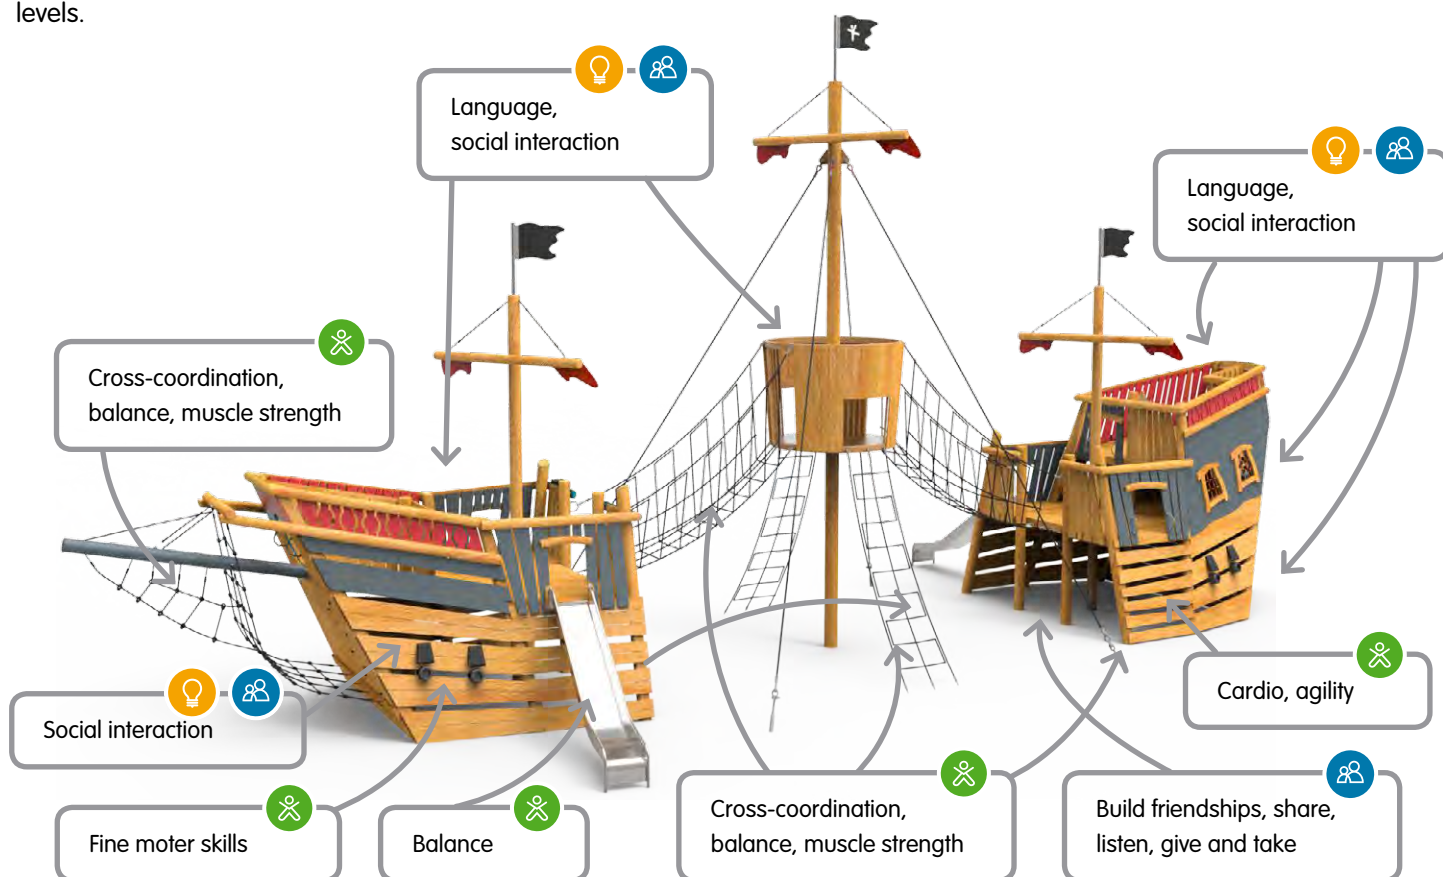 levels.
Language,
social interaction
Language,
social interaction
Cross-coordination,
balance, muscle strength
Social interaction
Cardio, agility
Fine moter skills
Balance
Cross-coordination,
balance, muscle strength
Build friendships, share,
listen, give and take